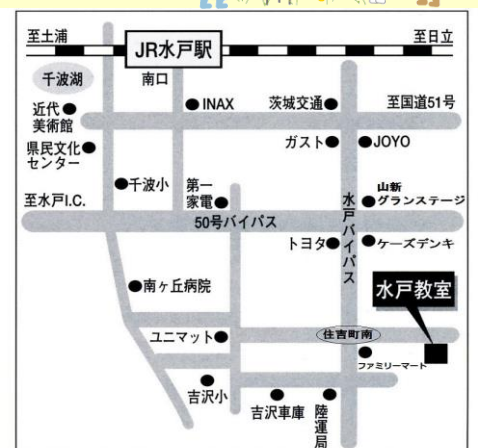 至土浦
JR水戸駅
至日立
千波湖
南口
近代
美術館
INAX
茨城交通
至国道51号
県民文化
センター
ガスト
JOYO
千波小
第一
家電
山新
グランステージ
至水戸I.C.
50号バイパス
水戸バイパス
トヨタ
ケーズデンキ
南ヶ丘病院
水戸教室
ユニマット
住吉町南
ファミリーマート
吉沢小
吉沢車庫
陸運局